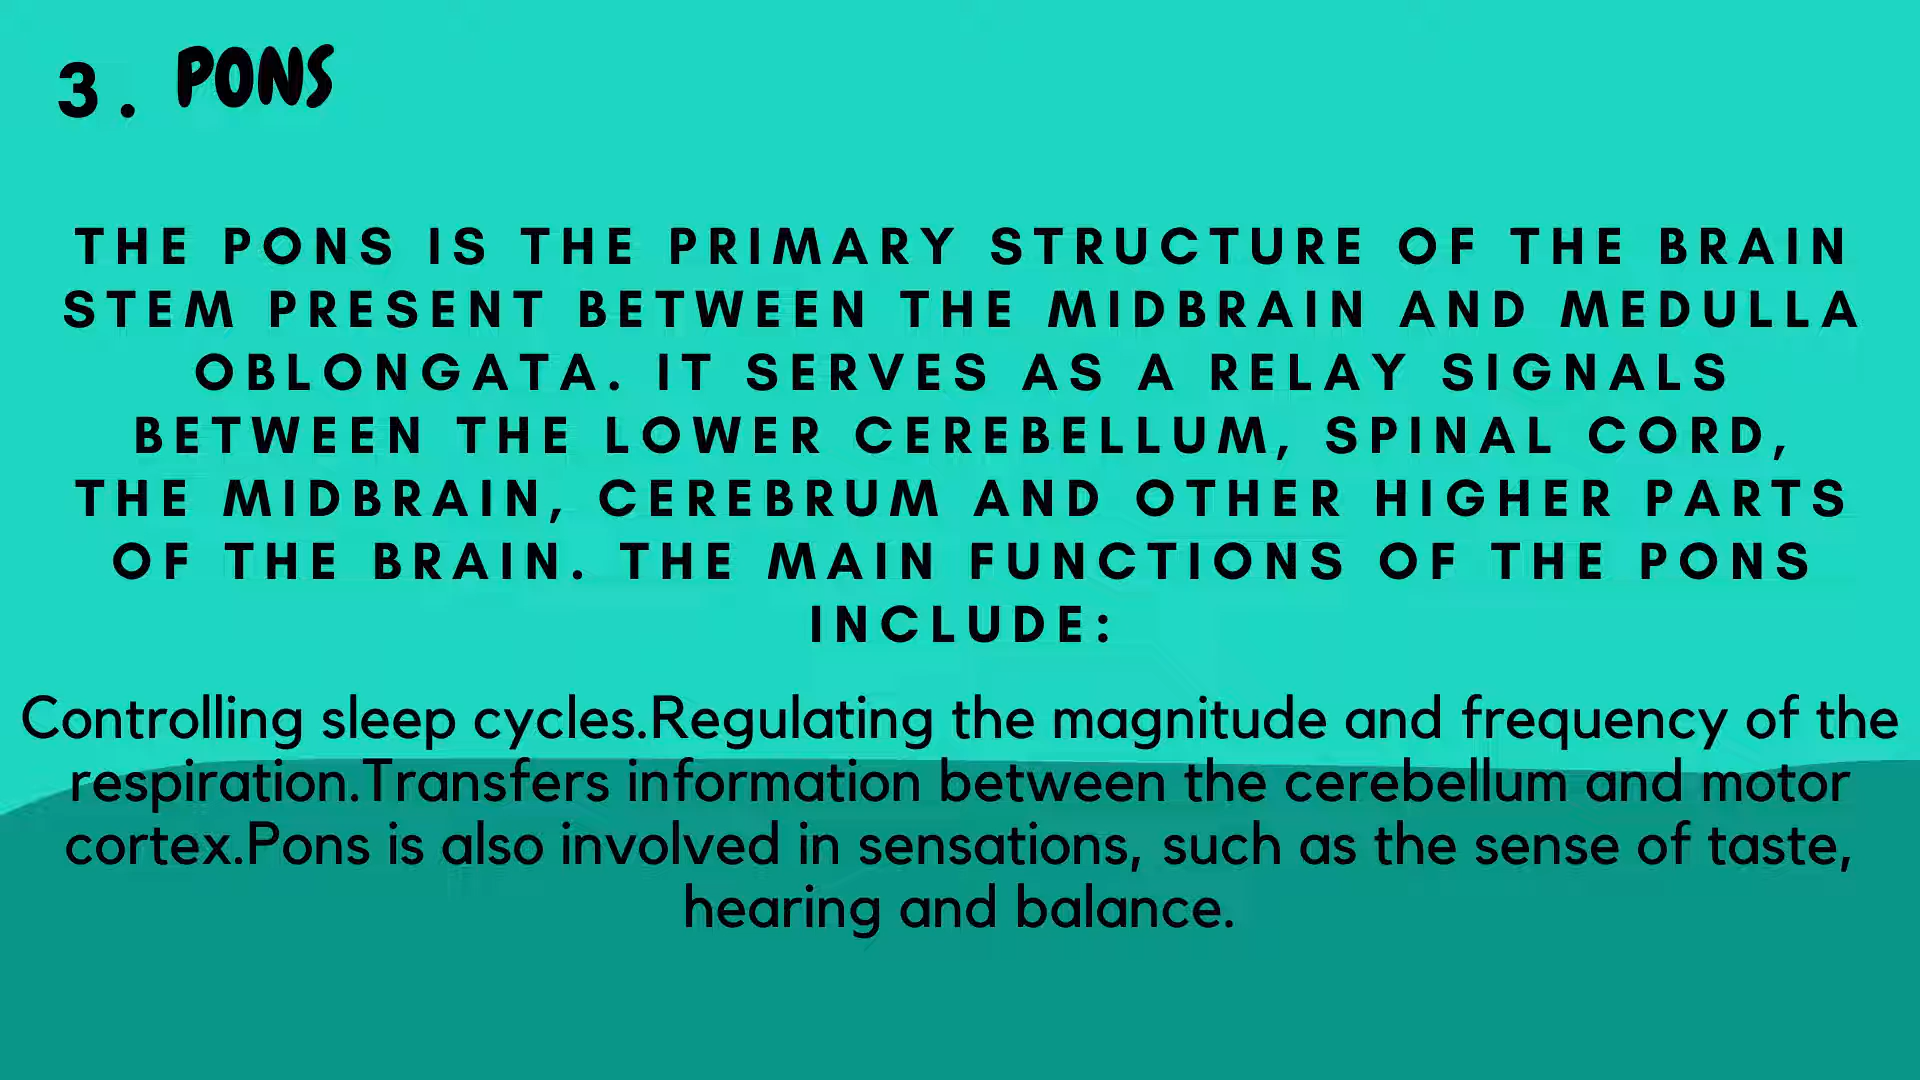 3. PONS
THE PONS IS THE PRIMARY STRUCTURE OF THE BRAIN
STEM PRESENT BETWEEN THE MIDBRAIN AND MEDULLA
OBLONGATA. IT SERVES AS A RELAY SIGNALS
BETWEEN THE LOWER CEREBELLUM, SPINAL CORD,
THE MIDBRAIN, CEREBRUM AND OTHER HIGHER PARTS
OF THE BRAIN. THE MAIN FUNCTIONS OF THE PONS
INCLUDE:
Controlling sleep cycles.Regulating the magnitude and frequency of the
respiration.Transfers information between the cerebellum and motor
cortex.Pons is also involved in sensations, such as the sense of taste,
hearing and balance.